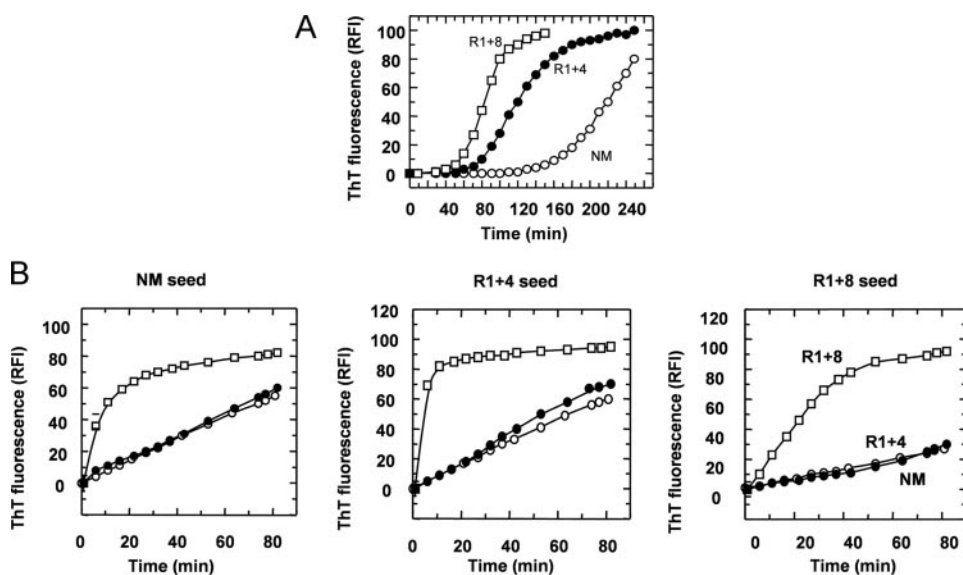 A
ThT fluorescence (RFI)
100
80
60
40
20
0
R1+8
R1+4
NM
0 40 80 120 160 200 240
Time (min)
B
NM seed
ThT fluorescence (RFI)
100
80
60
40
20
0
0 20 40 60 80
Time (min)
R1+4 seed
ThT fluorescence (RFI)
120
100
80
60
40
20
0
0 20 40 60 80
Time (min)
R1+8 seed
ThT fluorescence (RFI)
120
100
80
60
40
20
0
R1+8
R1+4
NM
0 20 40 60 80
Time (min)